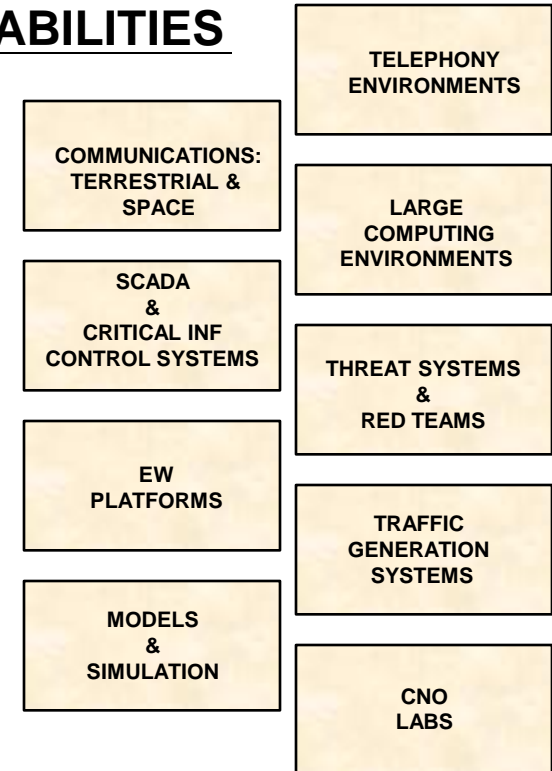 ABILITIES
COMMUNICATIONS:
TERRESTRIAL &
SPACE
SCADA
&
CRITICAL INF
CONTROL SYSTEMS
EW
PLATFORMS
MODELS
&
SIMULATION
TELEPHONY
ENVIRONMENTS
LARGE
COMPUTING
ENVIRONMENTS
THREAT SYSTEMS
&
RED TEAMS
TRAFFIC
GENERATION
SYSTEMS
CNO
LABS